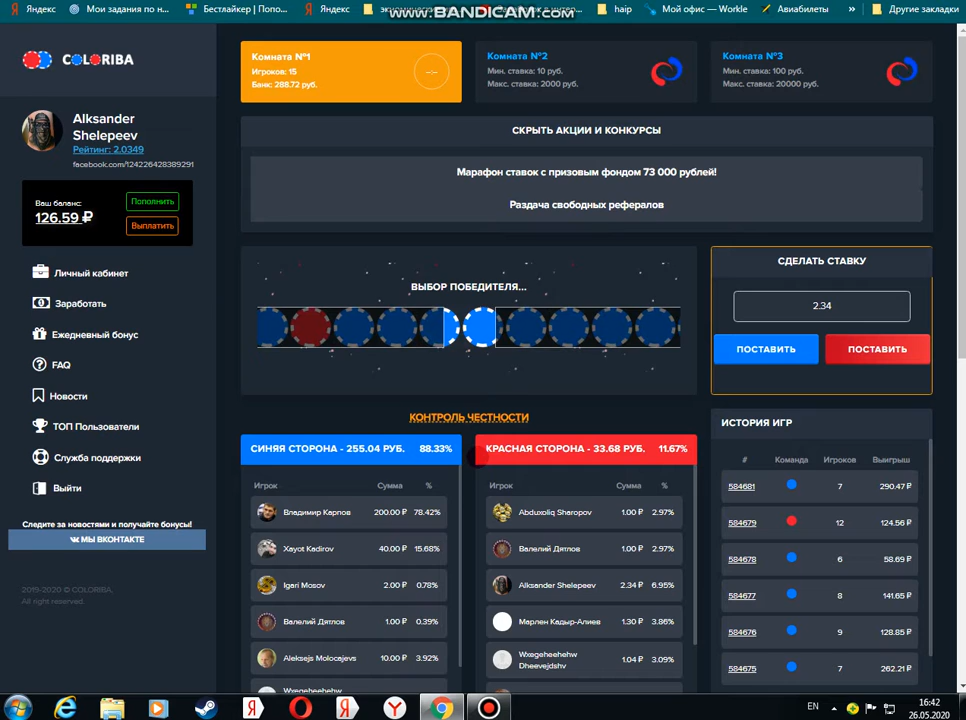 Яндекс
Мои задания по н...
Бестлайкер | Попо...
Яндекс
www.BANDICAM.com
haip
Мой офис — Workle
Авиабилеты
»
Другие закладки
COLORIBA
Комната №1
Игроков: 15
Банк: 288.72 руб.
--:--
Комната №2
Мин. ставка: 10 руб.
Макс. ставка: 2000 руб.
Комната №3
Мин. ставка: 100 руб.
Макс. ставка: 20000 руб.
Alksander
Shelepeev
Рейтинг: 2.0349
facebook.com/124226428389291
Ваш баланс:
126.59 ₽
Пополнить
Выплатить
СКРЫТЬ АКЦИИ И КОНКУРСЫ
Марафон ставок с призовым фондом 73 000 рублей!
Раздача свободных рефералов
Личный кабинет
Заработать
Ежедневный бонус
FAQ
Новости
ТОП Пользователи
Служба поддержки
Выйти
Следите за новостями и получайте бонусы!
МЫ ВКОНТАКТЕ
2019-2020 © COLORIBA,
All right reserved.
ВЫБОР ПОБЕДИТЕЛЯ...
СДЕЛАТЬ СТАВКУ
2.34
ПОСТАВИТЬ
ПОСТАВИТЬ
КОНТРОЛЬ ЧЕСТНОСТИ
СИНЯЯ СТОРОНА - 255.04 РУБ. 88.33%
Игрок Сумма %
Владимир Карпов 200.00 ₽ 78.42%
Xayot Kadirov 40.00 ₽ 15.68%
Igari Mosov 2.00 ₽ 0.78%
Валелий Дятлов 1.00 ₽ 0.39%
Aleksejs Molocajevs 10.00 ₽ 3.92%
Wxegeheehehw
КРАСНАЯ СТОРОНА - 33.68 РУБ. 11.67%
Игрок Сумма %
Abduxoliq Sharopov 1.00 ₽ 2.97%
Валелий Дятлов 1.00 ₽ 2.97%
Alksander Shelepeev 2.34 ₽ 6.95%
Марлен Кадыр-Алиев 1.30 ₽ 3.86%
Wxegeheehehw
Dheevejdshv 1.04 ₽ 3.09%
ИСТОРИЯ ИГР
# Команда Игроков Выигрыш
584681 7 290.47 ₽
584679 12 124.56 ₽
584678 6 58.69 ₽
584677 8 141.65 ₽
584676 9 128.85 ₽
584675 7 262.21 ₽
EN
16:42
26.05.2020